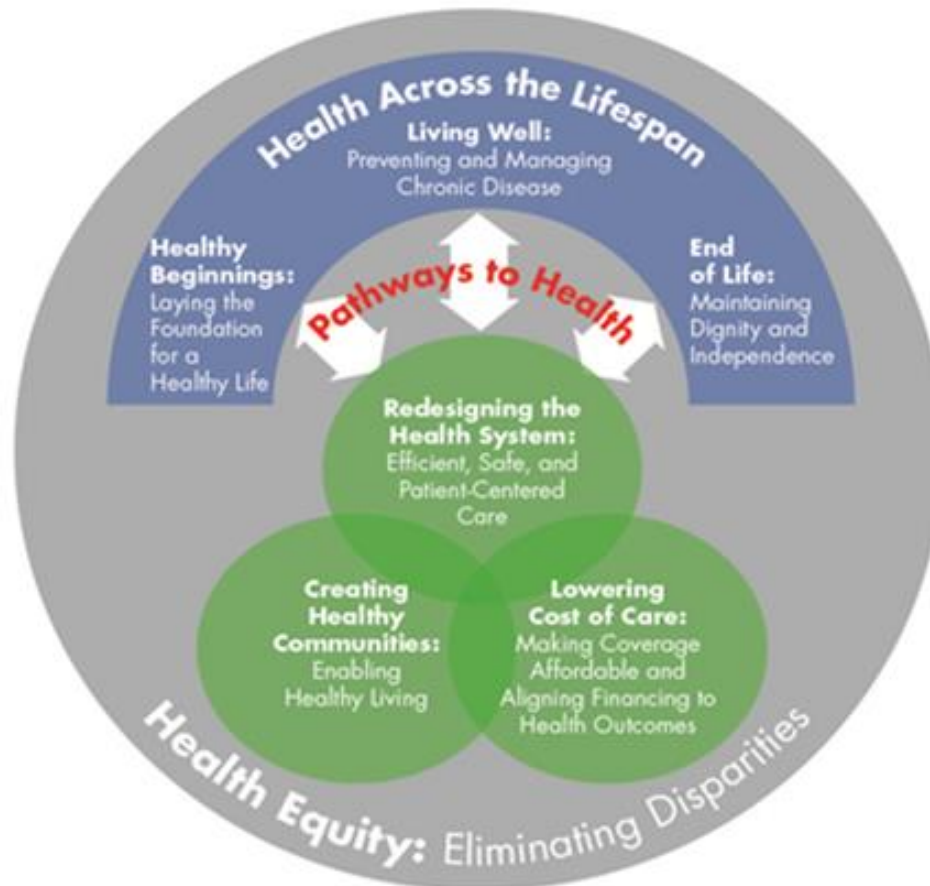 Health Across the Lifespan
Living Well:
Preventing and Managing
Chronic Disease
Healthy
Beginnings:
Laying the
Foundation
for a
Healthy Life
End
of Life:
Maintaining
Dignity and
Independence
Pathways to Health
Redesigning the
Health System:
Efficient, Safe, and
Patient-Centered
Care
Creating
Healthy
Communities:
Enabling
Healthy Living
Lowering
Cost of Care:
Making Coverage
Affordable and
Aligning Financing to
Health Outcomes
Health Equity: Eliminating Disparities